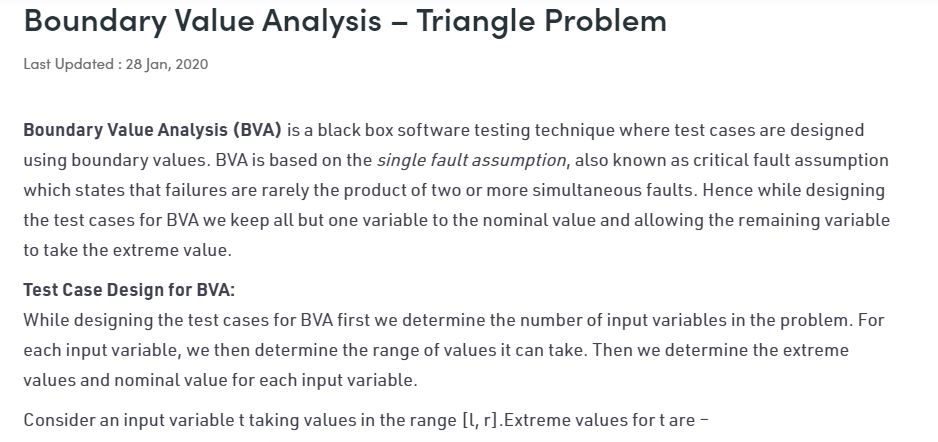 Boundary Value Analysis – Triangle Problem
Last Updated : 28 Jan, 2020
Boundary Value Analysis (BVA) is a black box software testing technique where test cases are designed
using boundary values. BVA is based on the single fault assumption, also known as critical fault assumption
which states that failures are rarely the product of two or more simultaneous faults. Hence while designing
the test cases for BVA we keep all but one variable to the nominal value and allowing the remaining variable
to take the extreme value.
Test Case Design for BVA:
While designing the test cases for BVA first we determine the number of input variables in the problem. For
each input variable, we then determine the range of values it can take. Then we determine the extreme
values and nominal value for each input variable.
Consider an input variable t taking values in the range [l, r].Extreme values for t are –